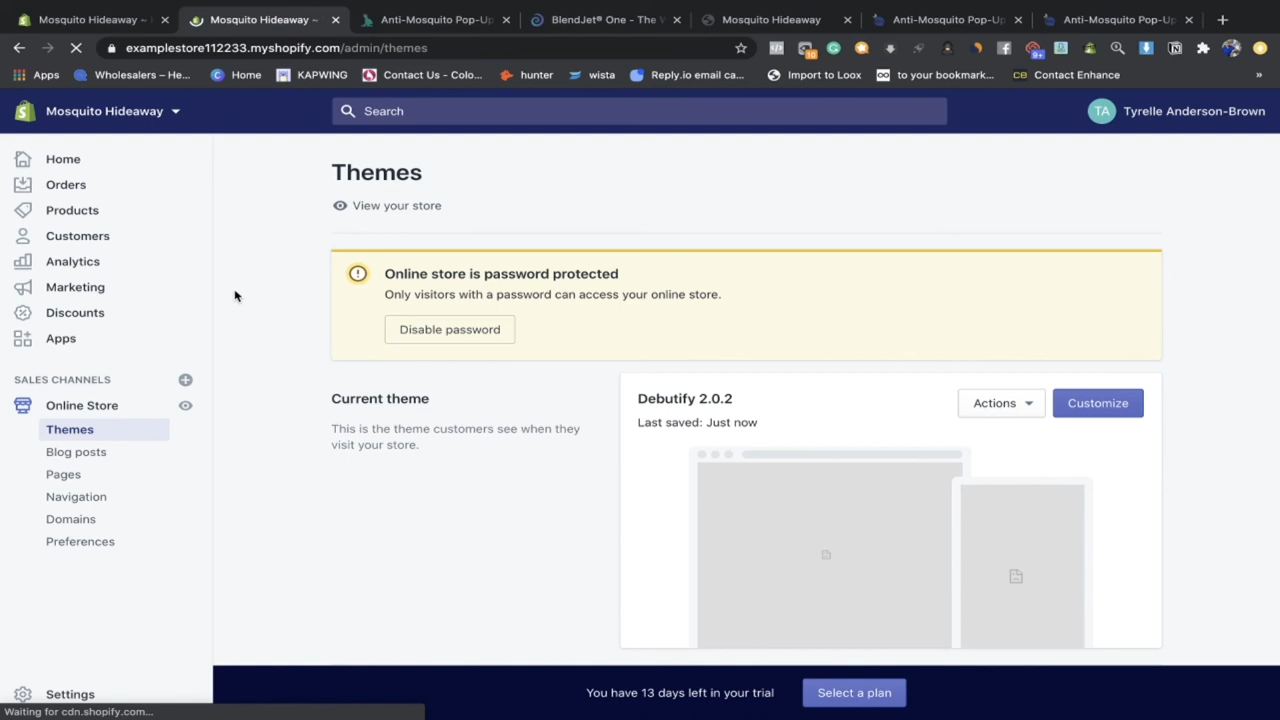 Mosquito Hideaway ~
Mosquito Hideaway ~
Anti-Mosquito Pop-Up
BlendJet® One - The
Mosquito Hideaway
Anti-Mosquito Pop-Up
Anti-Mosquito Pop-Up
examplestore112233.myshopify.com/admin/themes
30
9+
Apps
Wholesalers – He...
Home
KAPWING
Contact Us - Colo...
hunter
wista
Reply.io email ca...
Import to Loox
to your bookmark...
CB
Contact Enhance
»
Mosquito Hideaway
Search
TA
Tyrelle Anderson-Brown
Home
Orders
Products
Customers
Analytics
Marketing
Discounts
Apps
SALES CHANNELS
Online Store
Themes
Blog posts
Pages
Navigation
Domains
Preferences
Settings
Themes
View your store
Online store is password protected
Only visitors with a password can access your online store.
Disable password
Current theme
This is the theme customers see when they
visit your store.
Debutify 2.0.2
Last saved: Just now
Actions
Customize
You have 13 days left in your trial
Select a plan
Waiting for cdn.shopify.com...